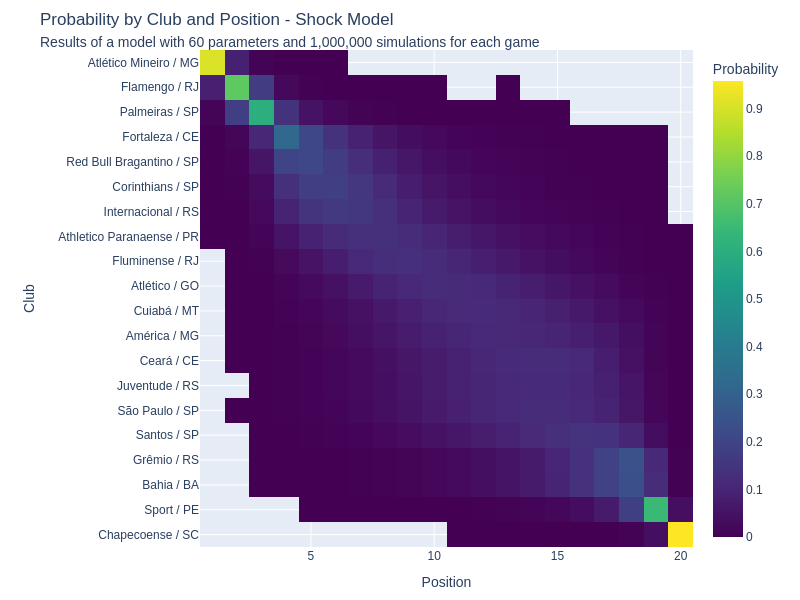 Probability by Club and Position - Shock Model
Results of a model with 60 parameters and 1,000,000 simulations for each game
Probability
Club
Atlético Mineiro / MG
Flamengo / RJ
Palmeiras / SP
Fortaleza / CE
Red Bull Bragantino / SP
Corinthians / SP
Internacional / RS
Athletico Paranaense / PR
Fluminense / RJ
Atlético / GO
Cuiabá / MT
América / MG
Ceará / CE
Juventude / RS
São Paulo / SP
Santos / SP
Grêmio / RS
Bahia / BA
Sport / PE
Chapecoense / SC
0.9
0.8
0.7
0.6
0.5
0.4
0.3
0.2
0.1
0
5
10
15
20
Position